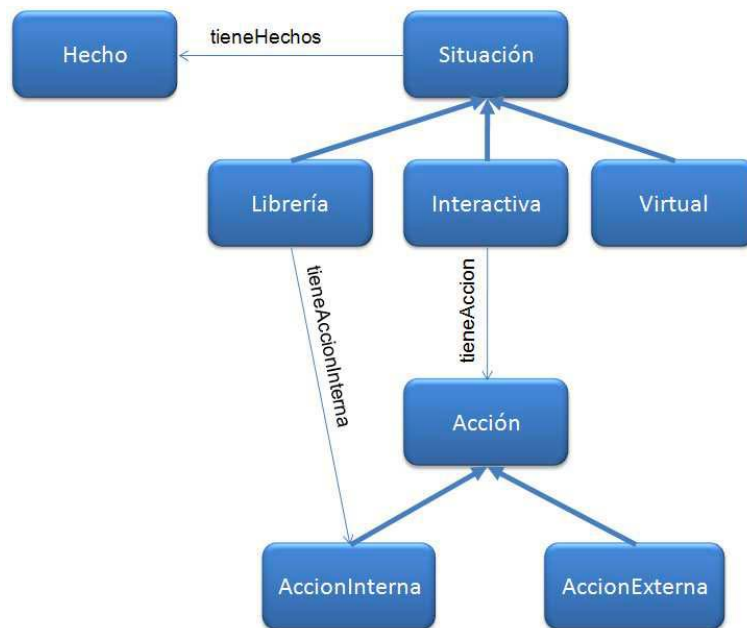 tieneHechos
Hecho
Situación
Librería
Interactiva
Virtual
tieneAccionInterna
tieneAccion
Acción
AccionInterna
AccionExterna